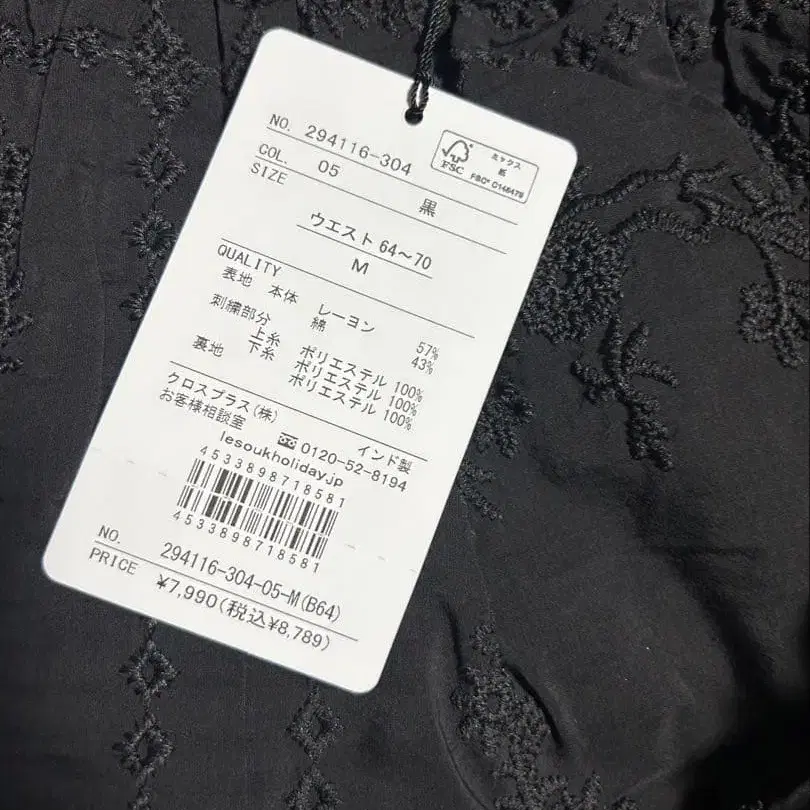 NO. 294116-304
ミックス
紙
FSC
FSC® C148479
COL. 05 黒
SIZE
ウエスト 64～70
M
QUALITY
表地 本体 レーヨン 57%
綿 43%
刺繍部分
上糸 ポリエステル 100%
下糸 ポリエステル 100%
裏地 ポリエステル 100%
クロスプラス(株) インド製
お客様相談室 0120-52-8194
lesoukholiday.jp
4533898718581
4533898718581
NO. 294116-304-05-M(B64)
PRICE ¥7,990(税込¥8,789)